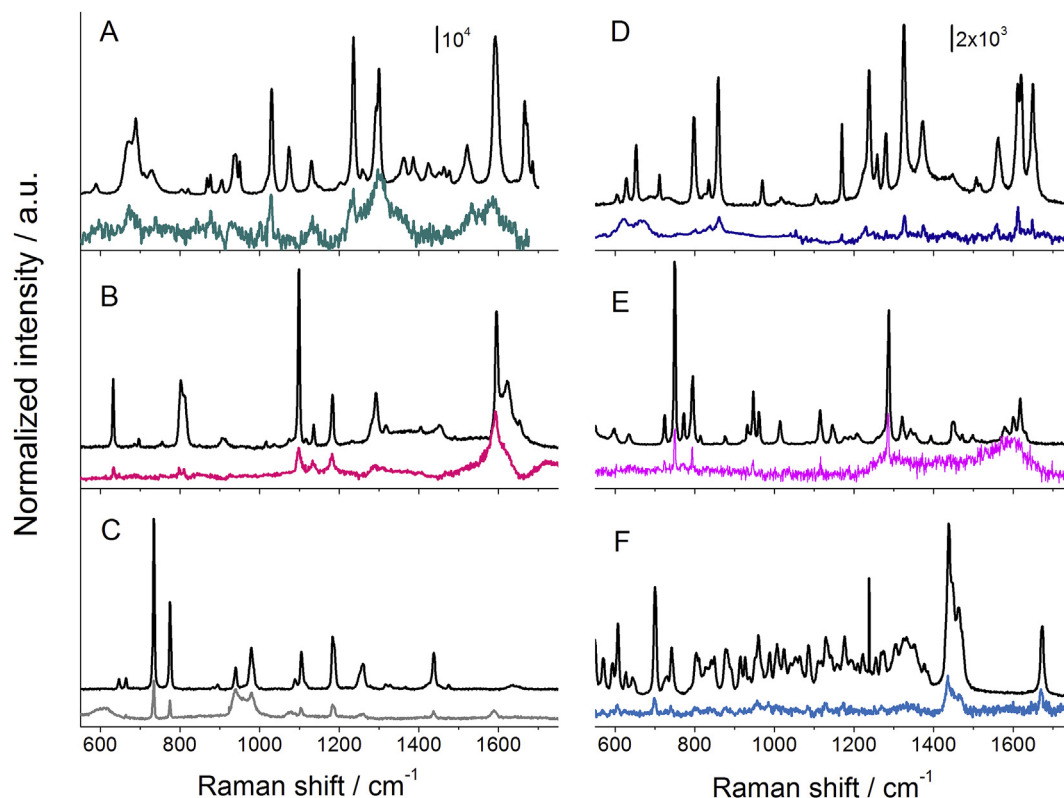 A
10⁴
D
2x10³
B
E
C
F
Normalized intensity / a.u.
600 800 1000 1200 1400 1600
600 800 1000 1200 1400 1600
Raman shift / cm⁻¹
Raman shift / cm⁻¹